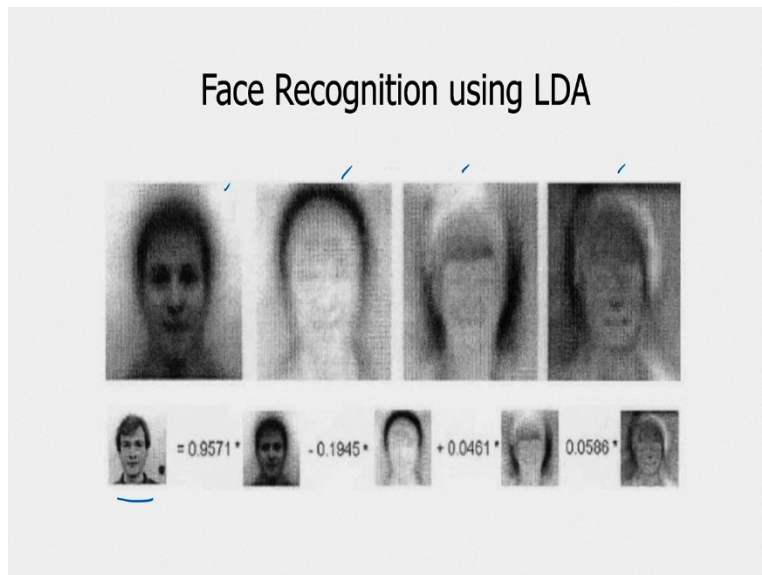 Face Recognition using LDA
= 0.9571 * - 0.1945 * + 0.0461 * 0.0586 *